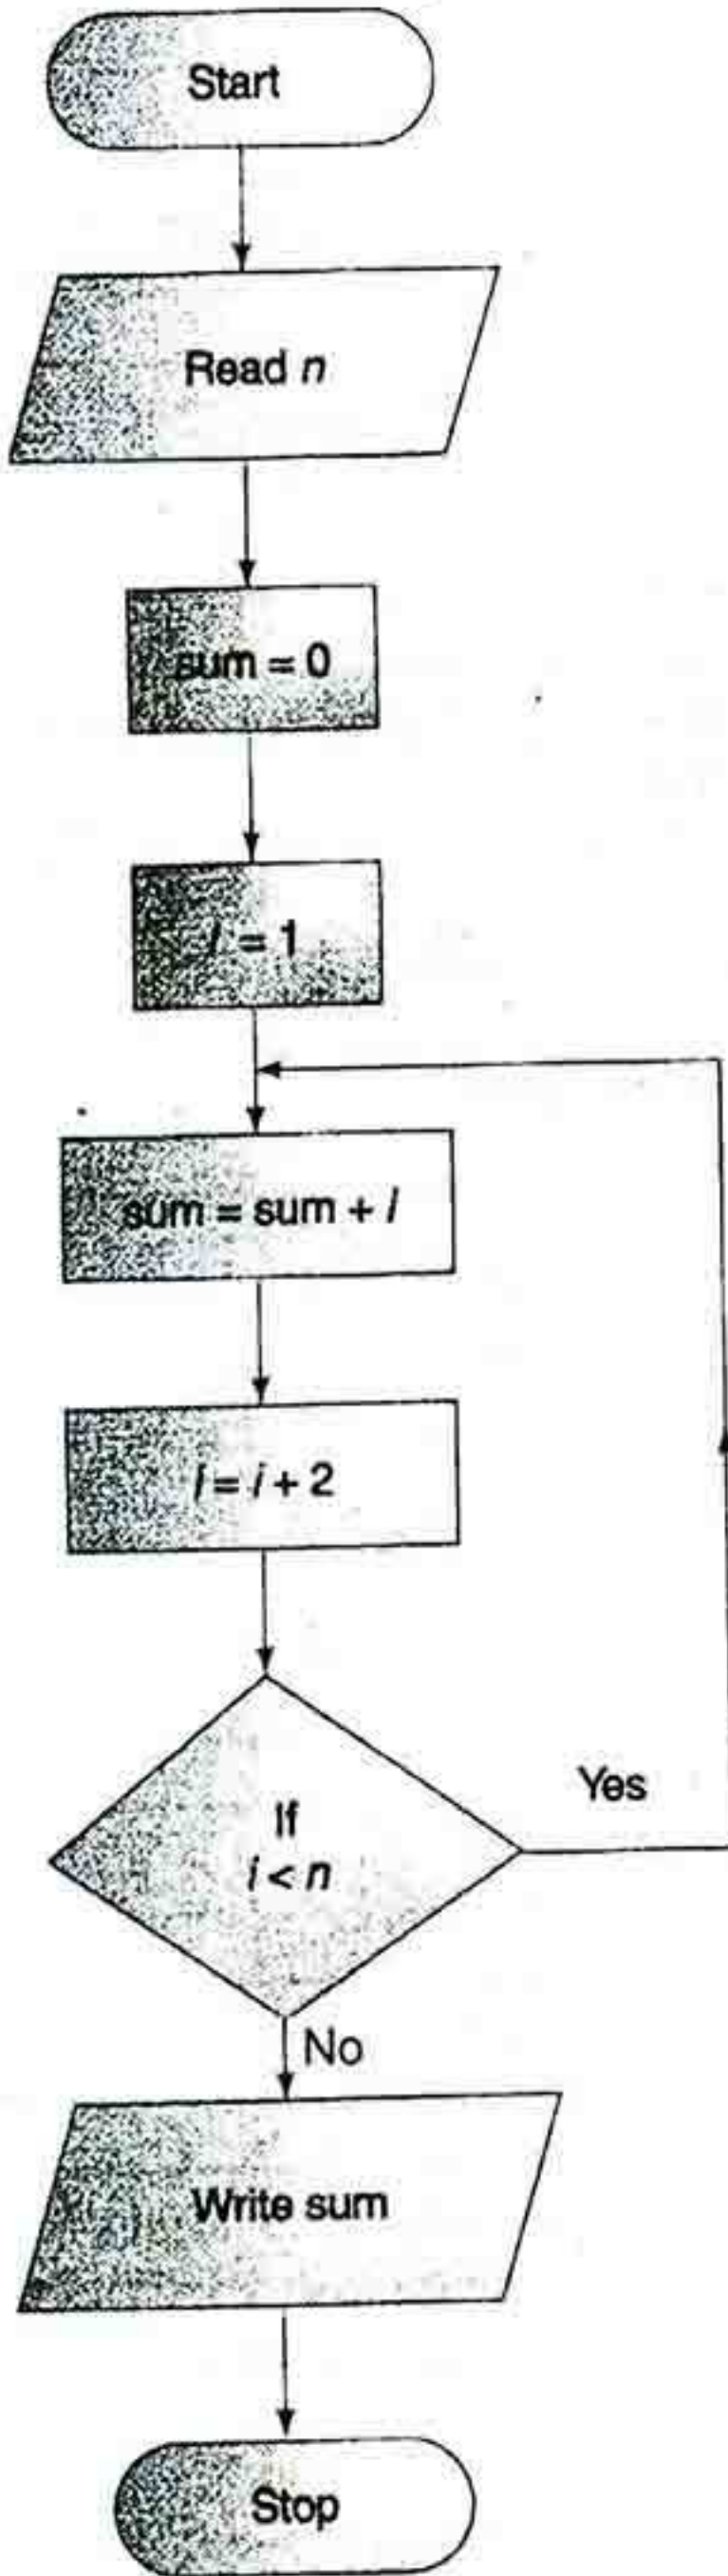 Start
Read n
sum = 0
i = 1
sum = sum + i
i = i + 2
If
i < n
Yes
No
Write sum
Stop